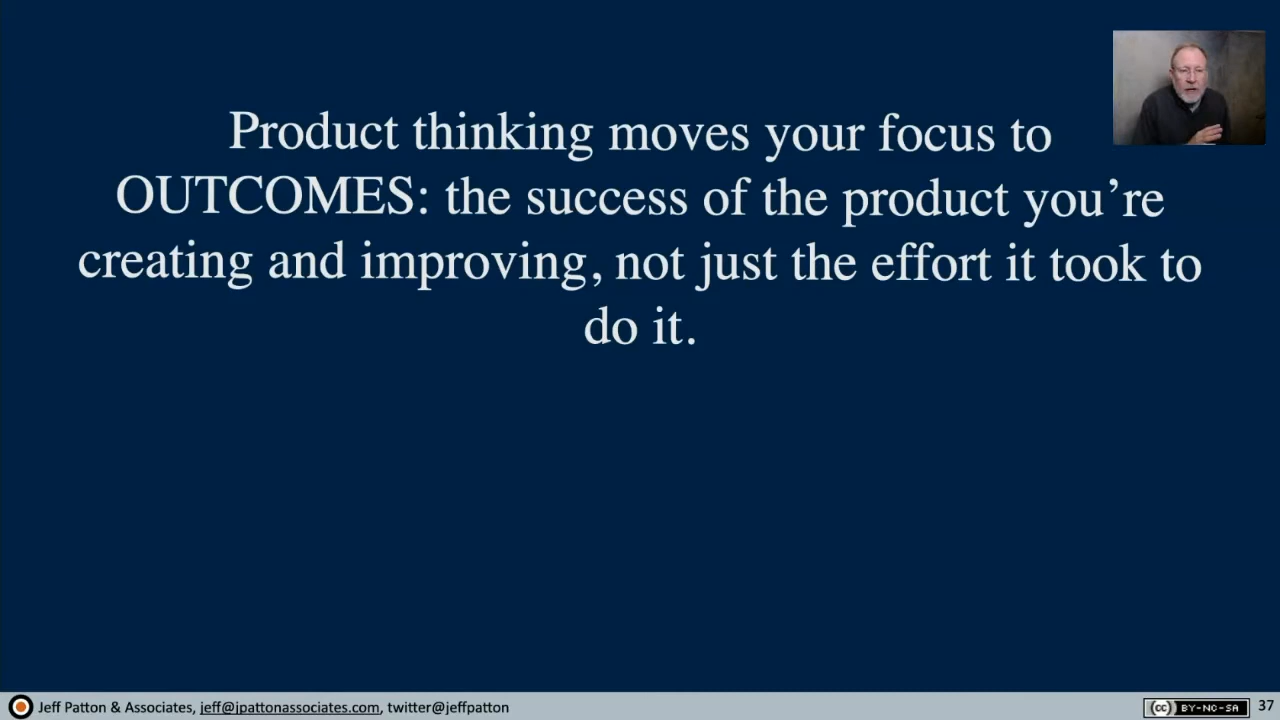 Product thinking moves your focus to
OUTCOMES: the success of the product you’re
creating and improving, not just the effort it took to
do it.
Jeff Patton & Associates, jeff@jpattonassociates.com, twitter@jeffpatton
cc BY-NC-SA
37